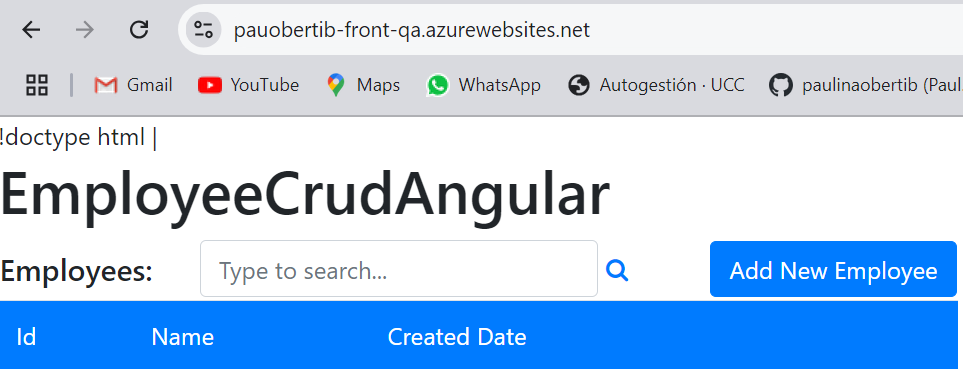 pauobertib-front-qa.azurewebsites.net
Gmail YouTube Maps WhatsApp Autogestión · UCC paulinaobertib (Paul
!doctype html |
EmployeeCrudAngular
Employees: Type to search... Add New Employee
Id Name Created Date